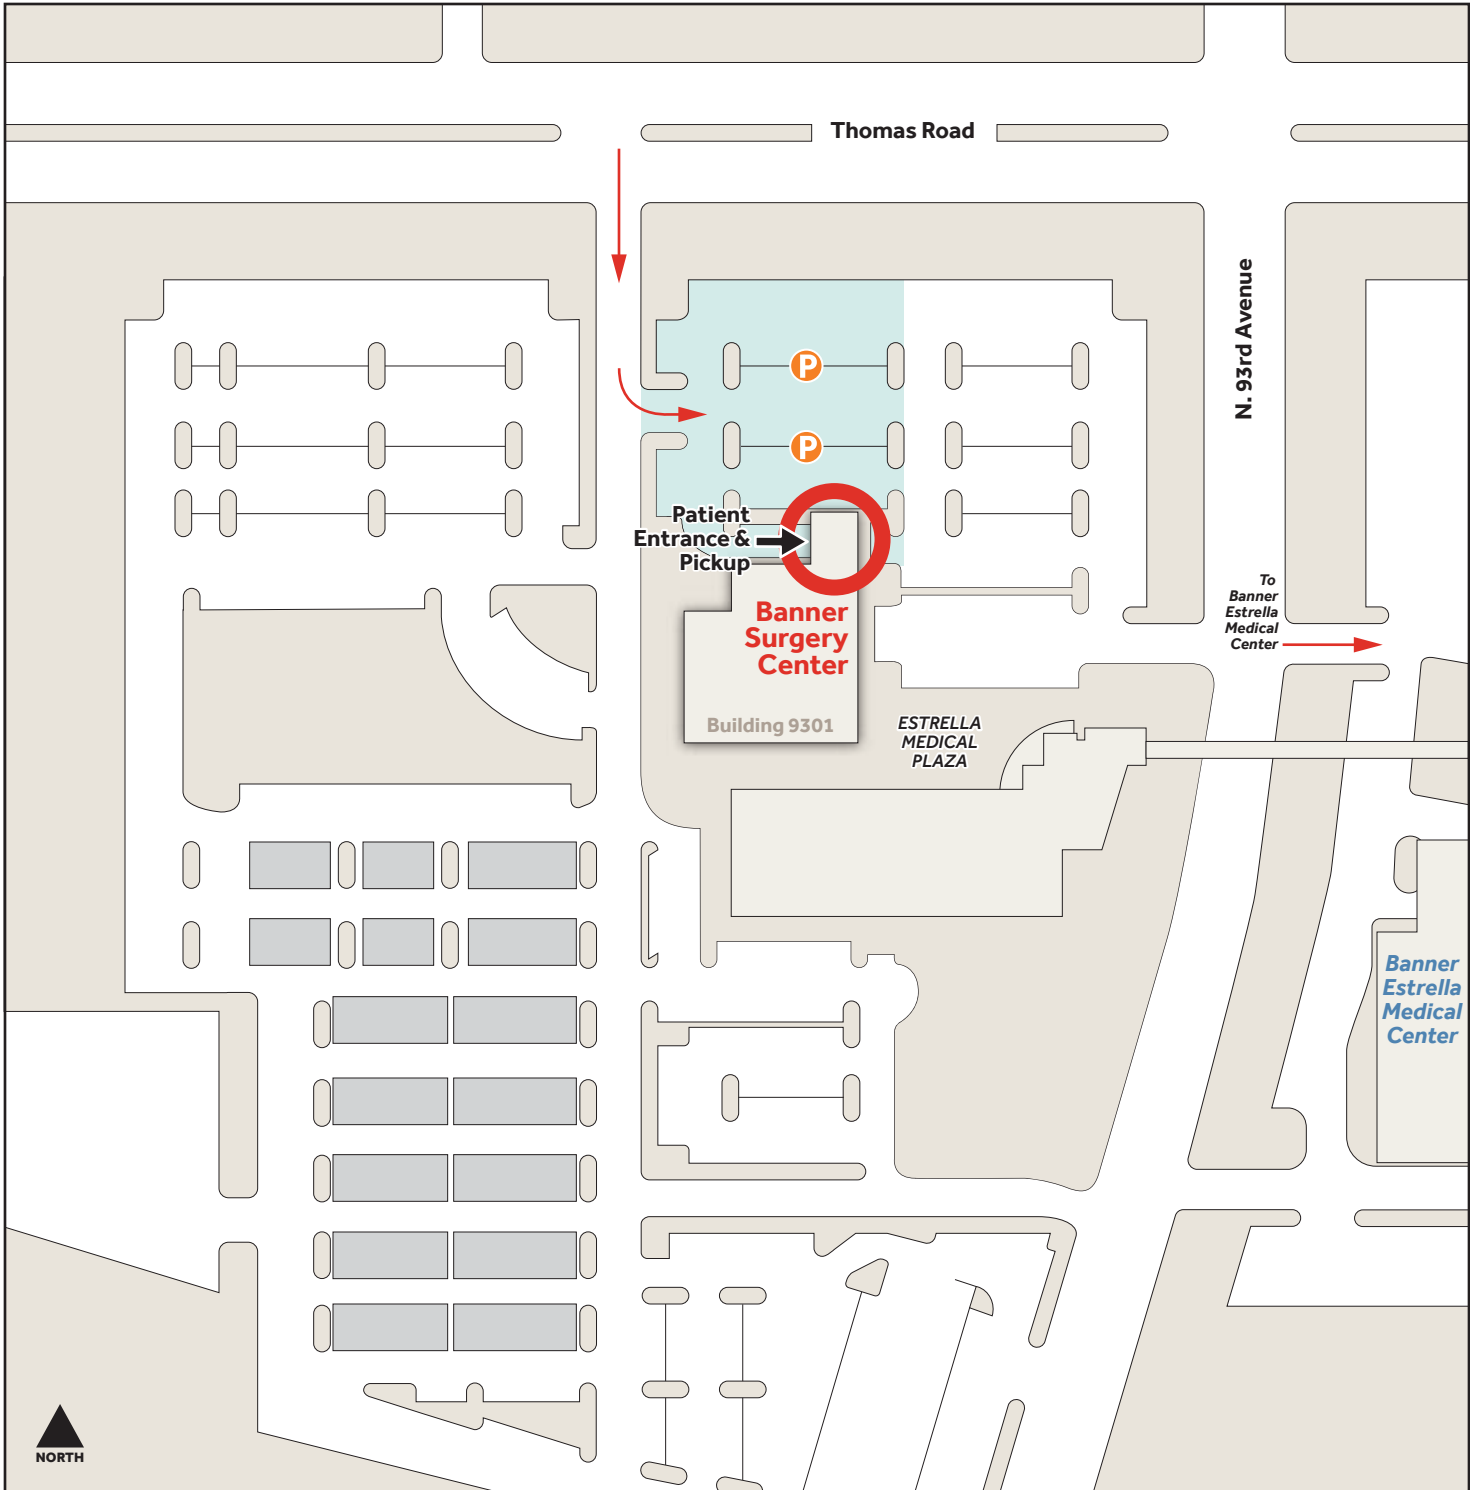 Thomas Road
N. 93rd Avenue
P
P
Patient
Entrance &
Pickup
To
Banner
Estrella
Medical
Center
Banner
Surgery
Center
Building 9301
ESTRELLA
MEDICAL
PLAZA
Banner
Estrella
Medical
Center
NORTH